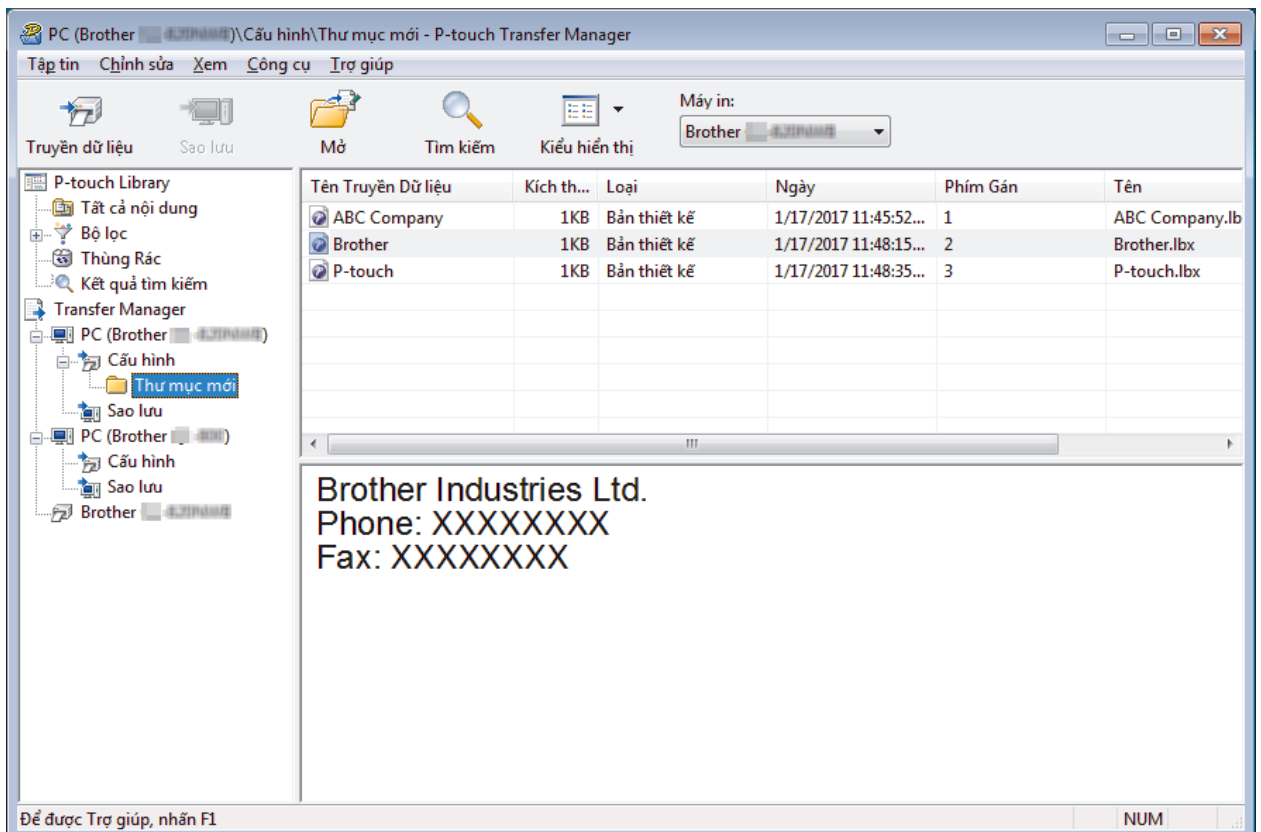 PC (Brother )\Cấu hình\Thư mục mới - P-touch Transfer Manager
Tập tin Chỉnh sửa Xem Công cụ Trợ giúp
Truyền dữ liệu Sao lưu Mở Tìm kiếm Kiểu hiển thị
Máy in:
Brother
P-touch Library
Tất cả nội dung
Bộ lọc
Thùng Rác
Kết quả tìm kiếm
Transfer Manager
PC (Brother )
Cấu hình
Thư mục mới
Sao lưu
PC (Brother )
Cấu hình
Sao lưu
Brother
Tên Truyền Dữ liệu Kích th... Loại Ngày Phím Gán Tên
ABC Company 1KB Bản thiết kế 1/17/2017 11:45:52... 1 ABC Company.lb
Brother 1KB Bản thiết kế 1/17/2017 11:48:15... 2 Brother.lbx
P-touch 1KB Bản thiết kế 1/17/2017 11:48:35... 3 P-touch.lbx
Brother Industries Ltd.
Phone: XXXXXXXX
Fax: XXXXXXXX
Để được Trợ giúp, nhấn F1
NUM